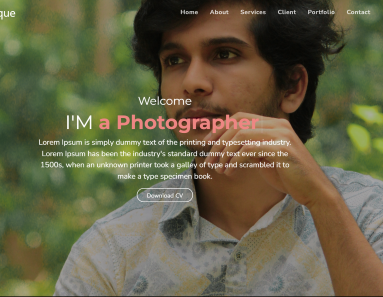 que
Home About Services Client Portfolio Contact
Welcome
I'M a Photographer
Lorem Ipsum is simply dummy text of the printing and typesetting industry.
Lorem Ipsum has been the industry's standard dummy text ever since the
1500s, when an unknown printer took a galley of type and scrambled it to
make a type specimen book.
Download CV